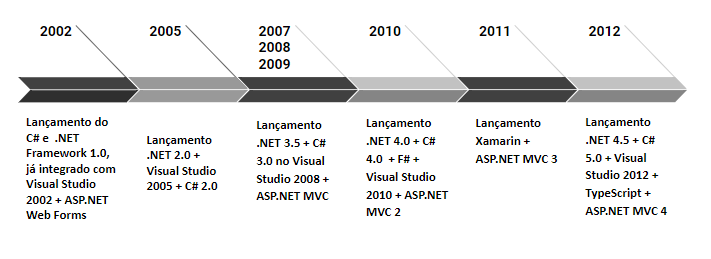 2002
2005
2007
2008
2009
2010
2011
2012
Lançamento do
C# e .NET
Framework 1.0,
já integrado com
Visual Studio
2002 + ASP.NET
Web Forms
Lançamento
.NET 2.0 +
Visual Studio
2005 + C# 2.0
Lançamento
.NET 3.5 + C#
3.0 no Visual
Studio 2008 +
ASP.NET MVC
Lançamento
.NET 4.0 + C#
4.0 + F# +
Visual Studio
2010 + ASP.NET
MVC 2
Lançamento
Xamarin +
ASP.NET MVC 3
Lançamento
.NET 4.5 + C#
5.0 + Visual
Studio 2012 +
TypeScript +
ASP.NET MVC 4